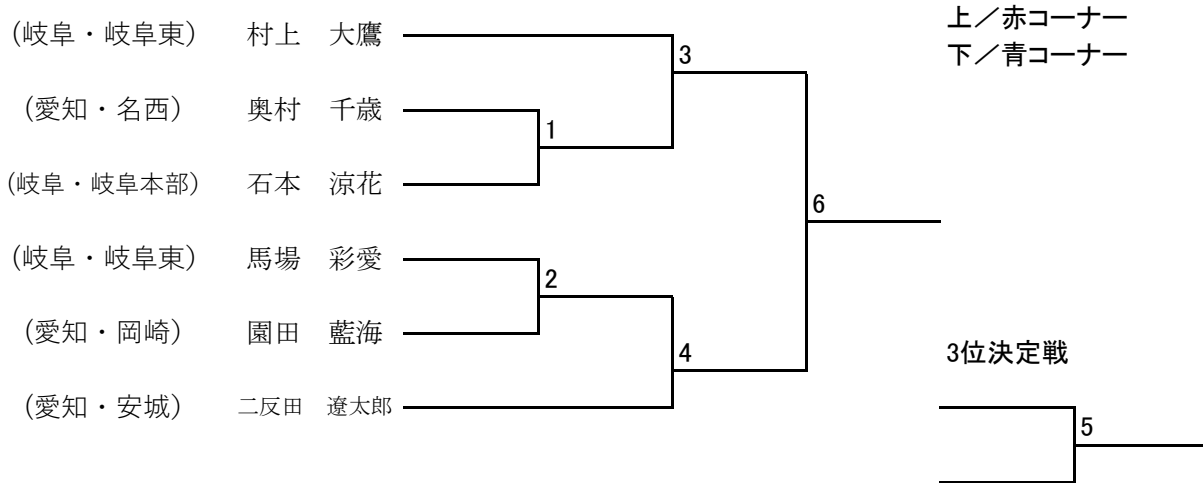 上／赤コーナー
下／青コーナー
(岐阜・岐阜東) 村上 大鷹
3
(愛知・名西) 奥村 千歳
1
(岐阜・岐阜本部) 石本 涼花
6
(岐阜・岐阜東) 馬場 彩愛
2
(愛知・岡崎) 園田 藍海
4
3位決定戦
(愛知・安城) 二反田 遼太郎
5